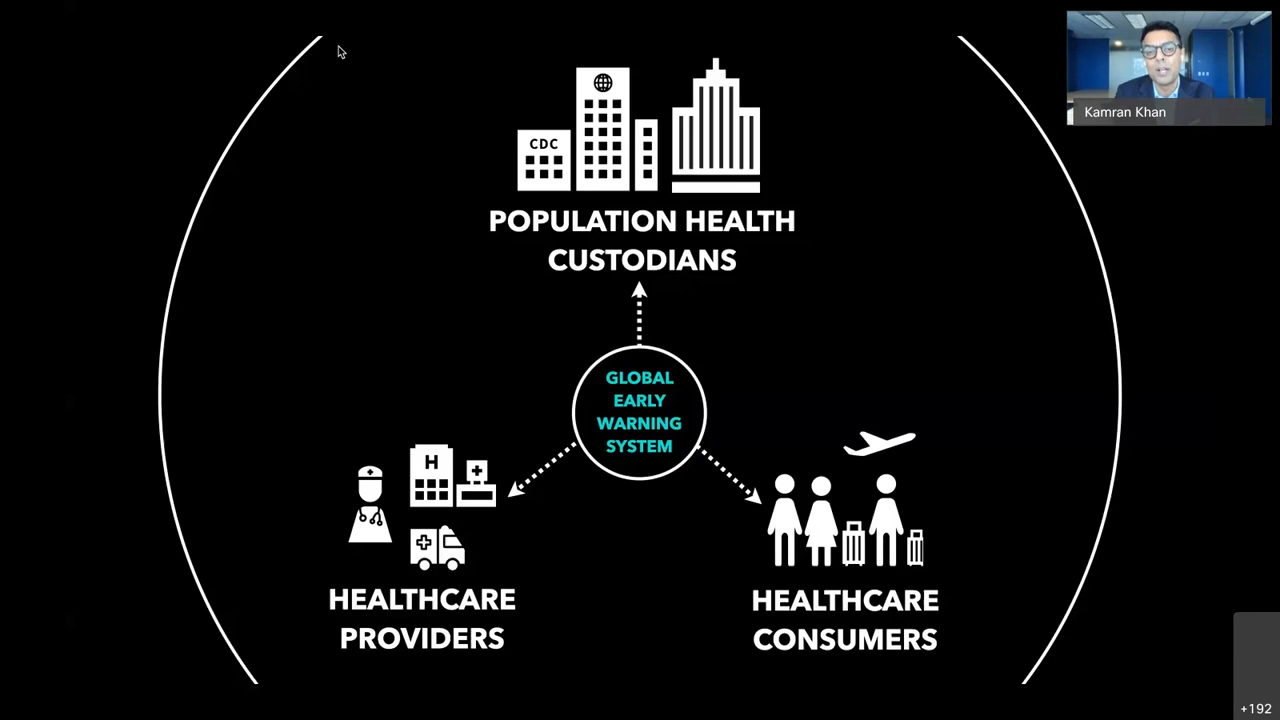 Kamran Khan
CDC
POPULATION HEALTH
CUSTODIANS
GLOBAL
EARLY
WARNING
SYSTEM
H
HEALTHCARE
PROVIDERS
HEALTHCARE
CONSUMERS
+192